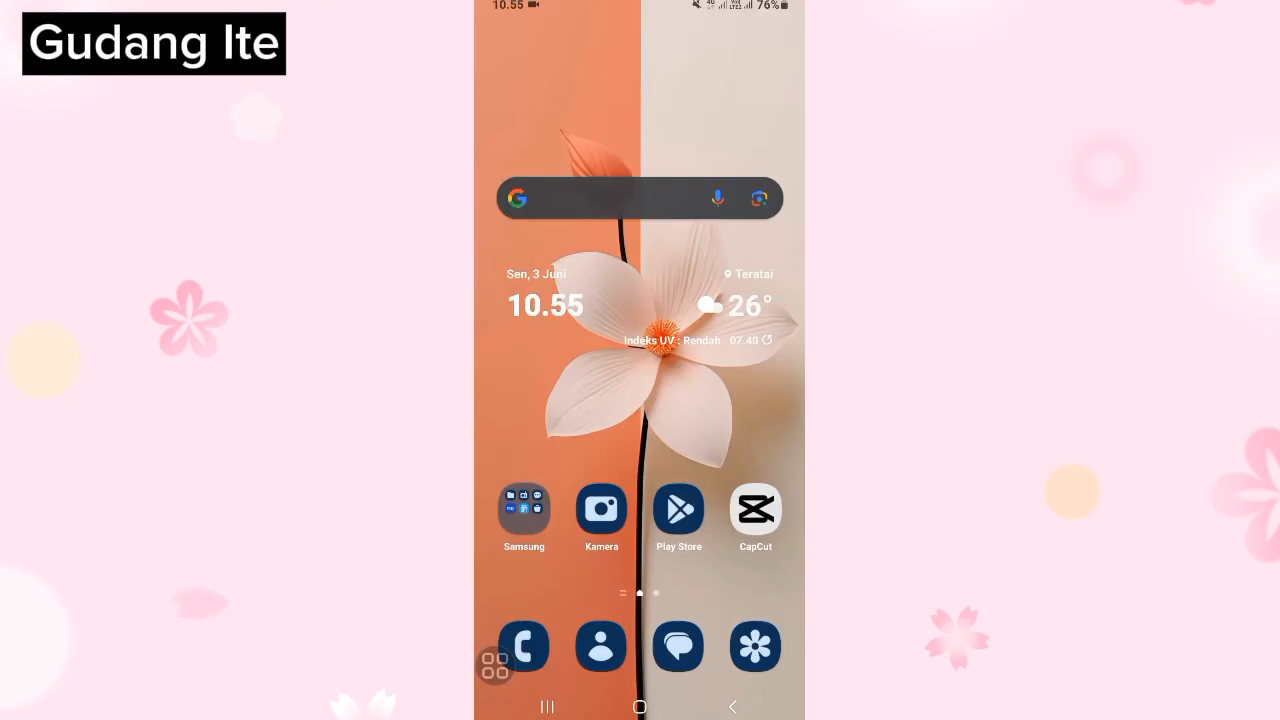 Gudang Ite
10.55
76%
Sen, 3 Juni
Teratai
10.55
26°
Indeks UV : Rendah 07.40
Samsung
Kamera
Play Store
CapCut